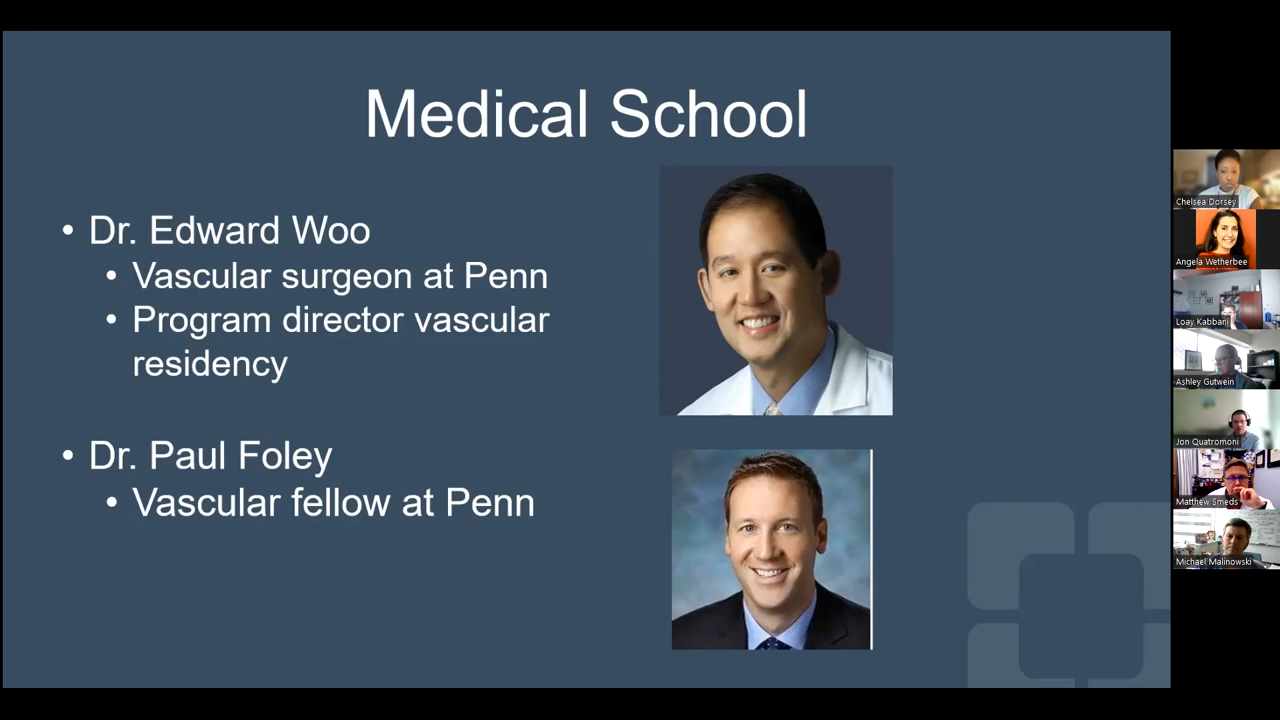 Medical School
• Dr. Edward Woo
• Vascular surgeon at Penn
• Program director vascular
residency
• Dr. Paul Foley
• Vascular fellow at Penn
Chelsea Dorsey
Angela Wetherbee
Loay Kabbani
Ashley Gutwein
Jon Quatromoni
Matthew Smeds
Michael Malinowski